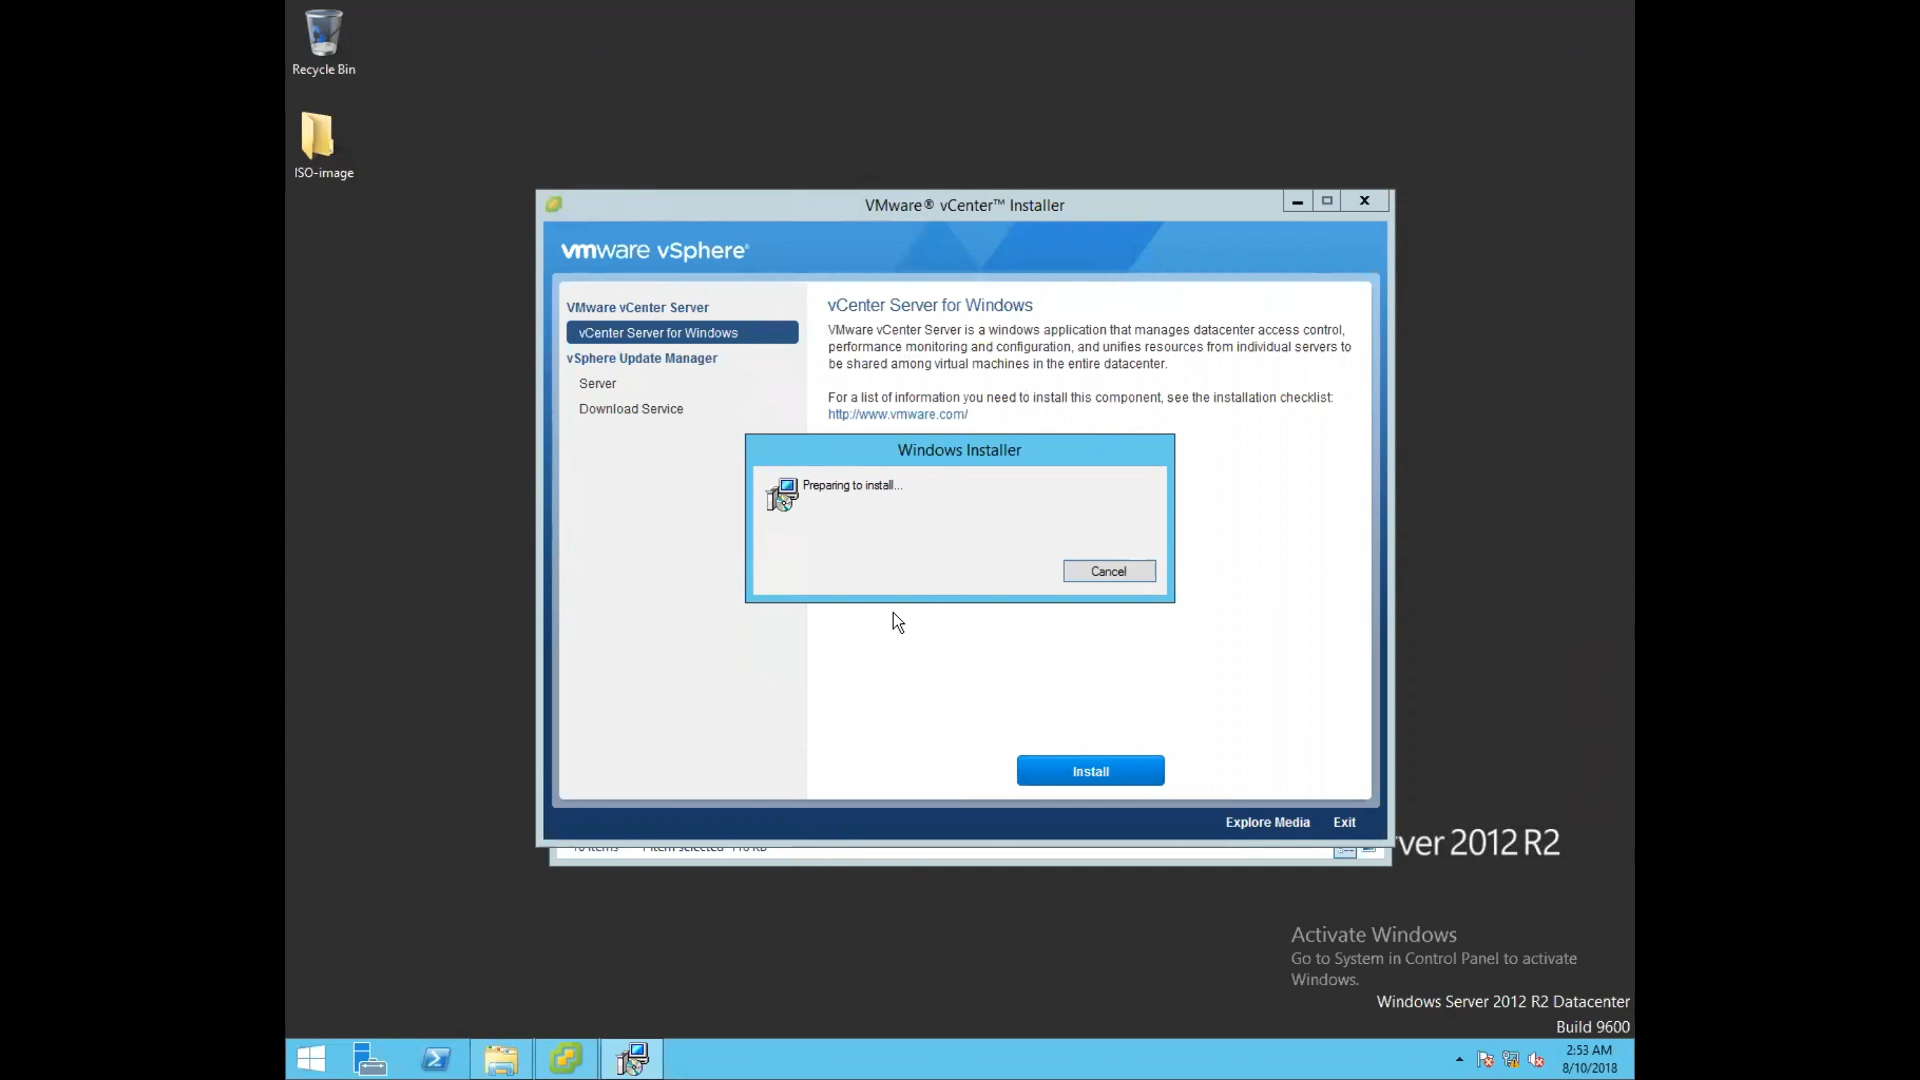 Recycle Bin
ISO-image
VMware® vCenter™ Installer
vmware vSphere®
VMware vCenter Server
vCenter Server for Windows
vSphere Update Manager
Server
Download Service
vCenter Server for Windows
VMware vCenter Server is a windows application that manages datacenter access control,
performance monitoring and configuration, and unifies resources from individual servers to
be shared among virtual machines in the entire datacenter.
For a list of information you need to install this component, see the installation checklist:
http://www.vmware.com/
Windows Installer
Preparing to install...
Cancel
Install
Explore Media
Exit
items 1 item selected
ver 2012 R2
Activate Windows
Go to System in Control Panel to activate
Windows.
Windows Server 2012 R2 Datacenter
Build 9600
2:53 AM
8/10/2018